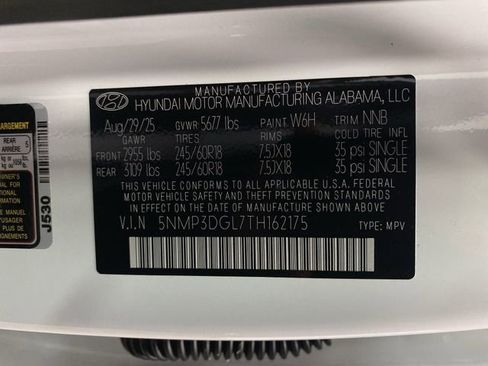 MANUFACTURED BY
HYUNDAI MOTOR MANUFACTURING ALABAMA, LLC
Aug/29/25 GVWR 5677 lbs PAINT W6H TRIM NNB
GAWR TIRES RIMS COLD TIRE INFL
FRONT 2955 lbs 245/60R18 7.5JX18 35 psi SINGLE
REAR 3109 lbs 245/60R18 7.5JX18 35 psi SINGLE
THIS VEHICLE CONFORMS TO ALL APPLICABLE U.S.A. FEDERAL
MOTOR VEHICLE SAFETY AND THEFT PREVENTION STANDARDS
IN EFFECT ON THE DATE OF MANUFACTURE SHOWN ABOVE.
V.I.N 5NMP3DGL7TH162175 TYPE: MPV
REAR
ARRIÈRE 5
J530